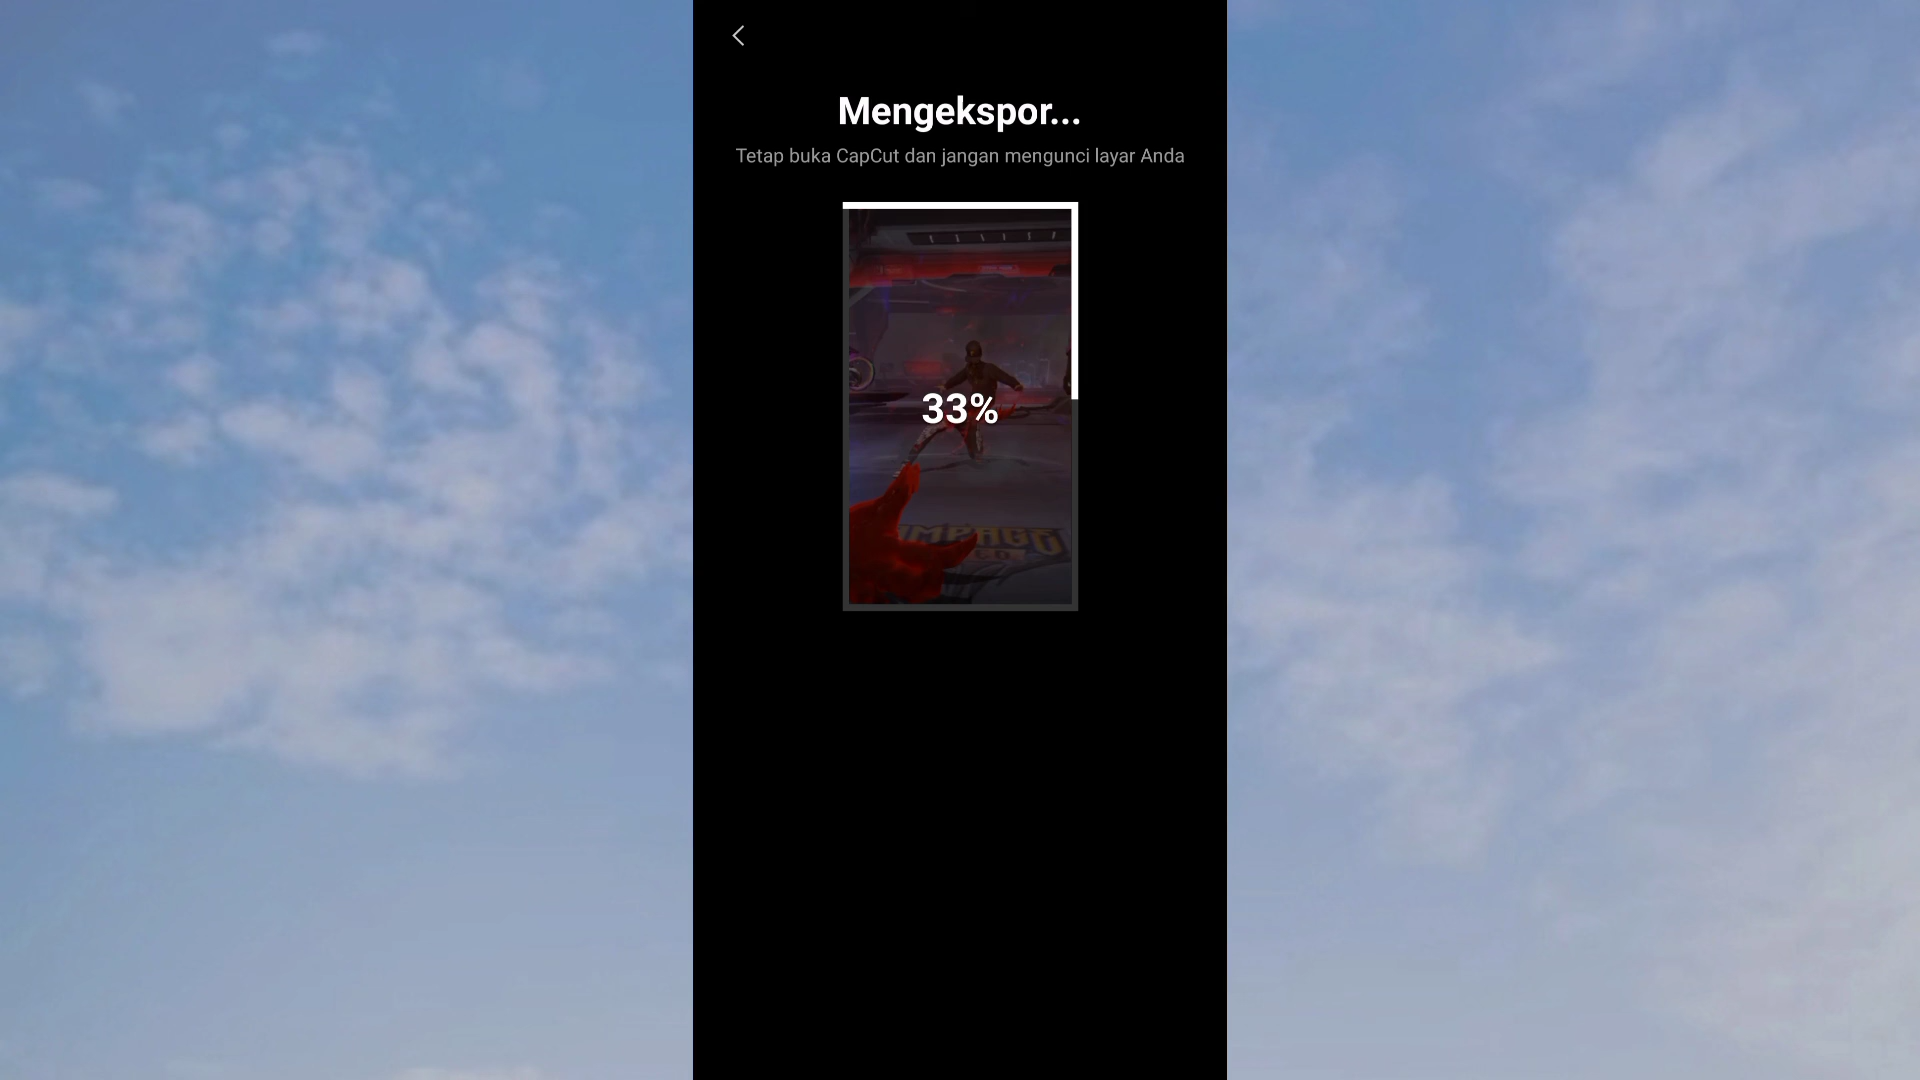 Mengekspor...
Tetap buka CapCut dan jangan mengunci layar Anda
33%